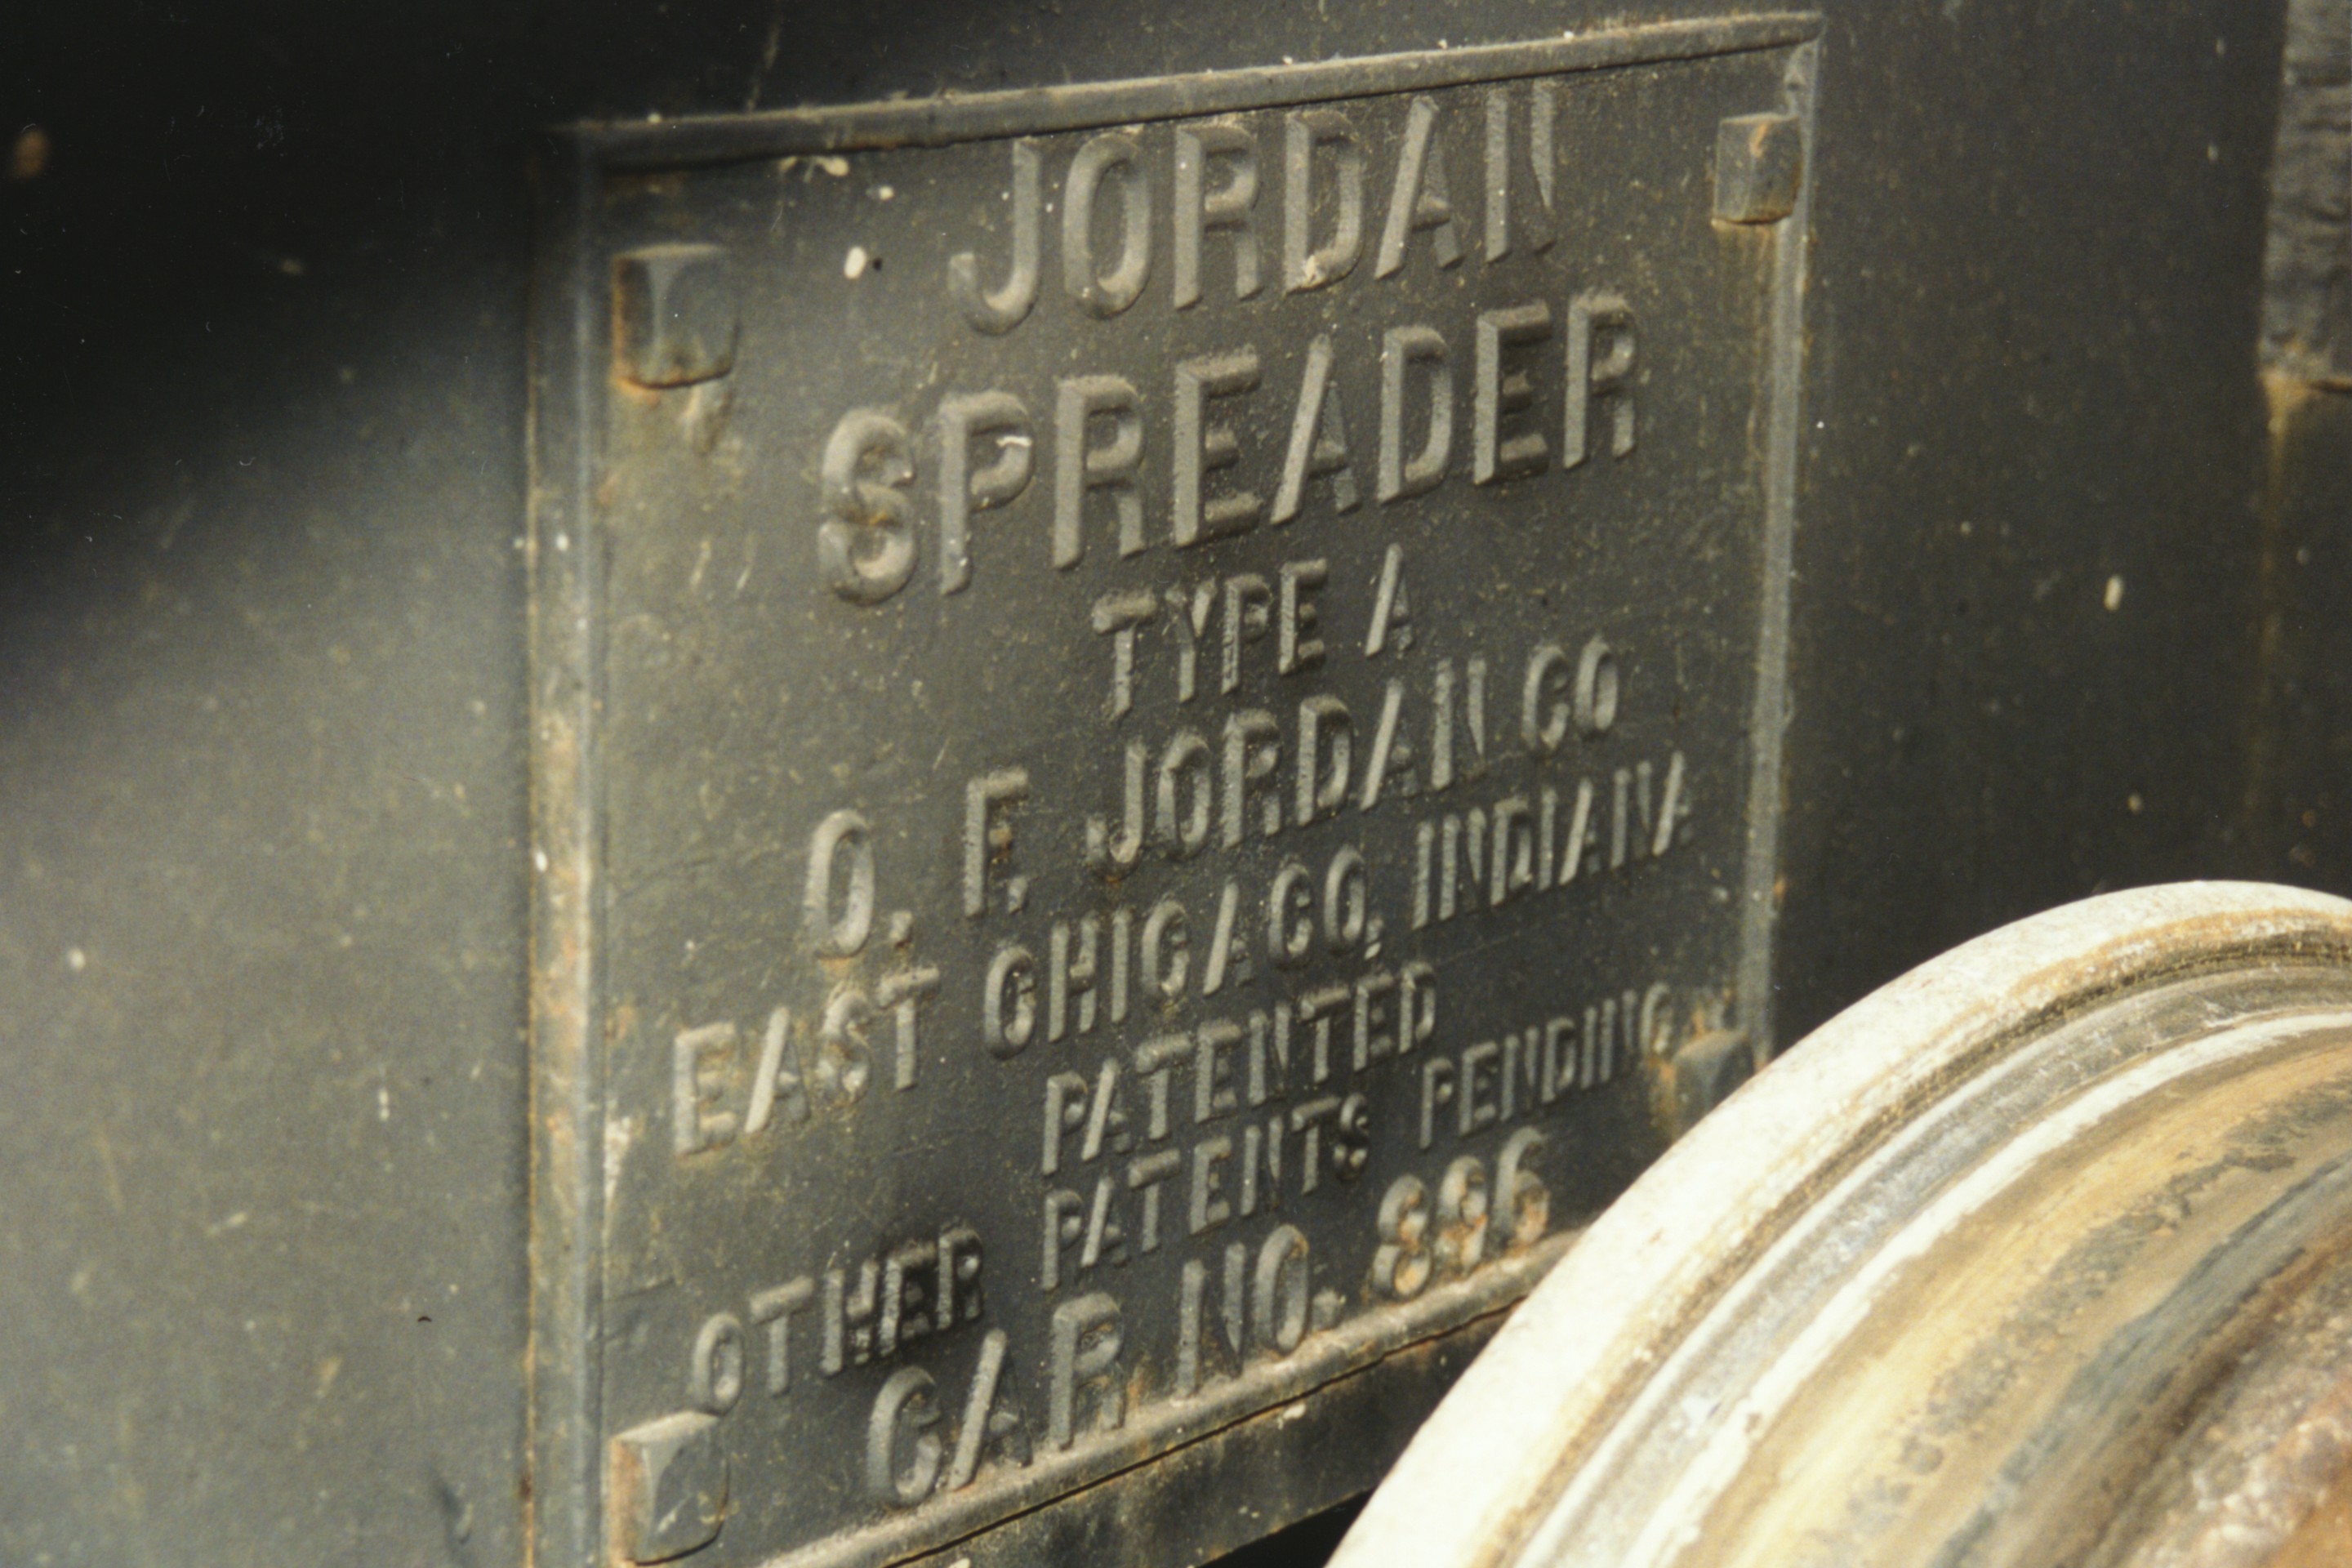 JORDAN
SPREADER
TYPE A
O. F. JORDAN CO
EAST CHICAGO, INDIANA
PATENTED
OTHER PATENTS PENDING
CAR NO. 896